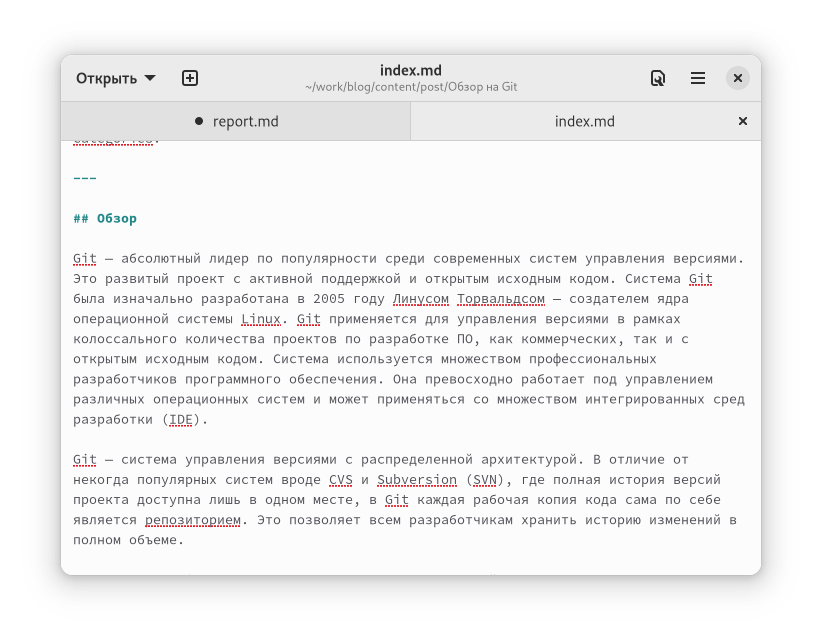 Открыть
index.md
~/work/blog/content/post/Обзор на Git
report.md
index.md
---
## Обзор
Git — абсолютный лидер по популярности среди современных систем управления версиями.
Это развитый проект с активной поддержкой и открытым исходным кодом. Система Git
была изначально разработана в 2005 году Линусом Торвальдсом — создателем ядра
операционной системы Linux. Git применяется для управления версиями в рамках
колоссального количества проектов по разработке ПО, как коммерческих, так и с
открытым исходным кодом. Система используется множеством профессиональных
разработчиков программного обеспечения. Она превосходно работает под управлением
различных операционных систем и может применяться со множеством интегрированных сред
разработки (IDE).
Git — система управления версиями с распределенной архитектурой. В отличие от
некогда популярных систем вроде CVS и Subversion (SVN), где полная история версий
проекта доступна лишь в одном месте, в Git каждая рабочая копия кода сама по себе
является репозиторием. Это позволяет всем разработчикам хранить историю изменений в
полном объеме.